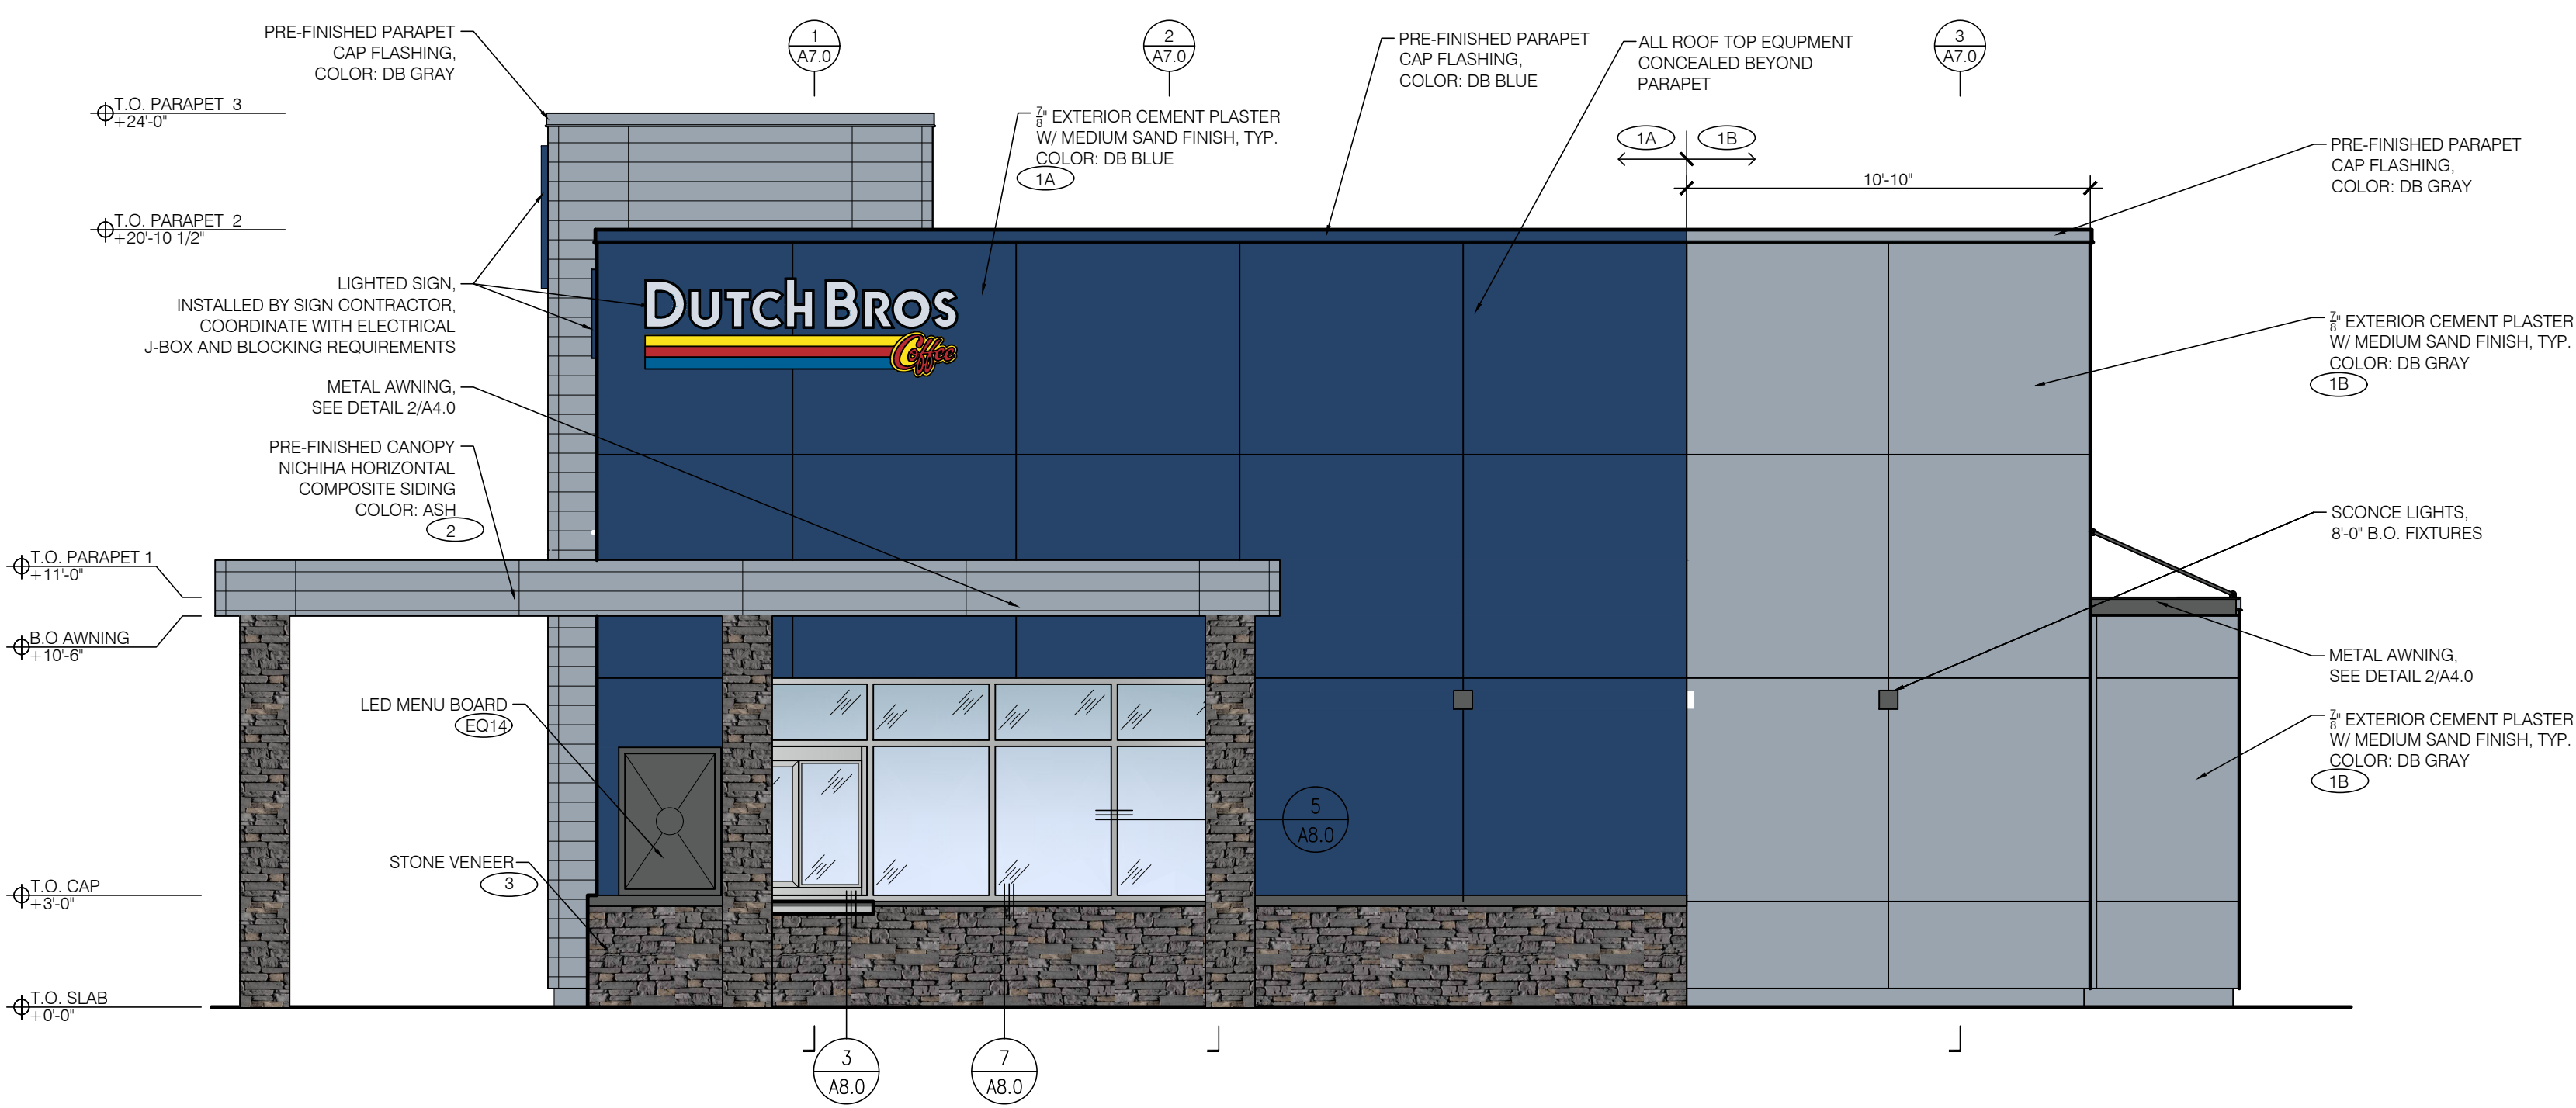 PRE-FINISHED PARAPET
CAP FLASHING,
COLOR: DB GRAY
1
A7.0
2
A7.0
PRE-FINISHED PARAPET
CAP FLASHING,
COLOR: DB BLUE
ALL ROOF TOP EQUPMENT
CONCEALED BEYOND
PARAPET
3
A7.0
T.O. PARAPET 3
+24'-0"
7/8" EXTERIOR CEMENT PLASTER
W/ MEDIUM SAND FINISH, TYP.
COLOR: DB BLUE
1A
1A
1B
PRE-FINISHED PARAPET
CAP FLASHING,
COLOR: DB GRAY
10'-10"
T.O. PARAPET 2
+20'-10 1/2"
LIGHTED SIGN,
INSTALLED BY SIGN CONTRACTOR,
COORDINATE WITH ELECTRICAL
J-BOX AND BLOCKING REQUIREMENTS
DUTCH BROS
Coffee
7/8" EXTERIOR CEMENT PLASTER
W/ MEDIUM SAND FINISH, TYP.
COLOR: DB GRAY
1B
METAL AWNING,
SEE DETAIL 2/A4.0
PRE-FINISHED CANOPY
NICHIHA HORIZONTAL
COMPOSITE SIDING
COLOR: ASH
2
SCONCE LIGHTS,
8'-0" B.O. FIXTURES
T.O. PARAPET 1
+11'-0"
B.O AWNING
+10'-6"
METAL AWNING,
SEE DETAIL 2/A4.0
LED MENU BOARD
EQ14
7/8" EXTERIOR CEMENT PLASTER
W/ MEDIUM SAND FINISH, TYP.
COLOR: DB GRAY
1B
5
A8.0
STONE VENEER
3
T.O. CAP
+3'-0"
T.O. SLAB
+0'-0"
3
A8.0
7
A8.0